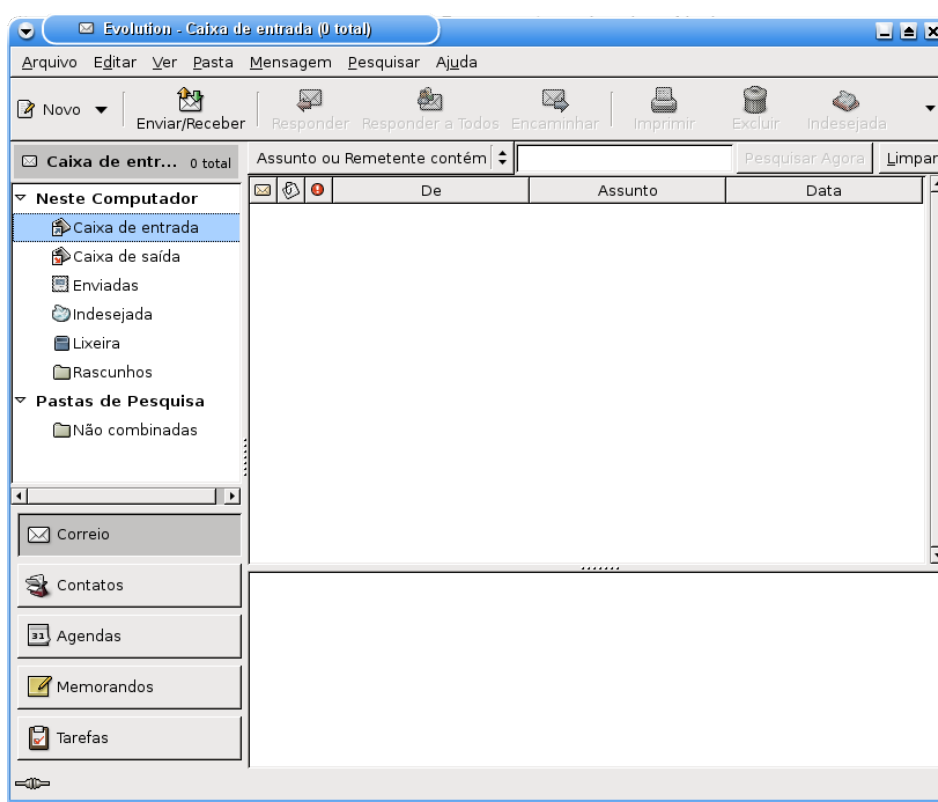 Evolution - Caixa de entrada (0 total)
Arquivo Editar Ver Pasta Mensagem Pesquisar Ajuda
Novo Enviar/Receber Responder Responder a Todos Encaminhar Imprimir Excluir Indesejada
Caixa de entr... 0 total Assunto ou Remetente contém Pesquisar Agora Limpar
De Assunto Data
Neste Computador
Caixa de entrada
Caixa de saída
Enviadas
Indesejada
Lixeira
Rascunhos
Pastas de Pesquisa
Não combinadas
Correio
Contatos
31 Agendas
Memorandos
Tarefas